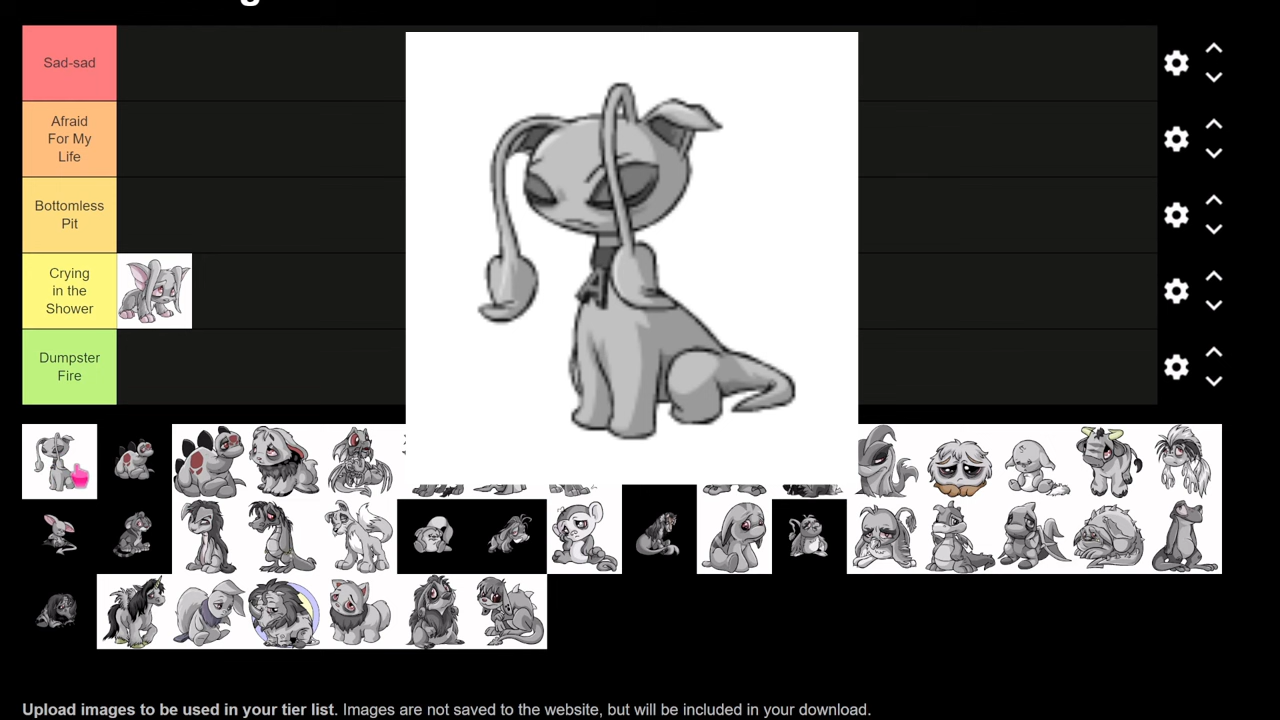 Sad-sad
Afraid
For My
Life
Bottomless
Pit
Crying
in the
Shower
Dumpster
Fire
A
Upload images to be used in your tier list. Images are not saved to the website, but will be included in your download.